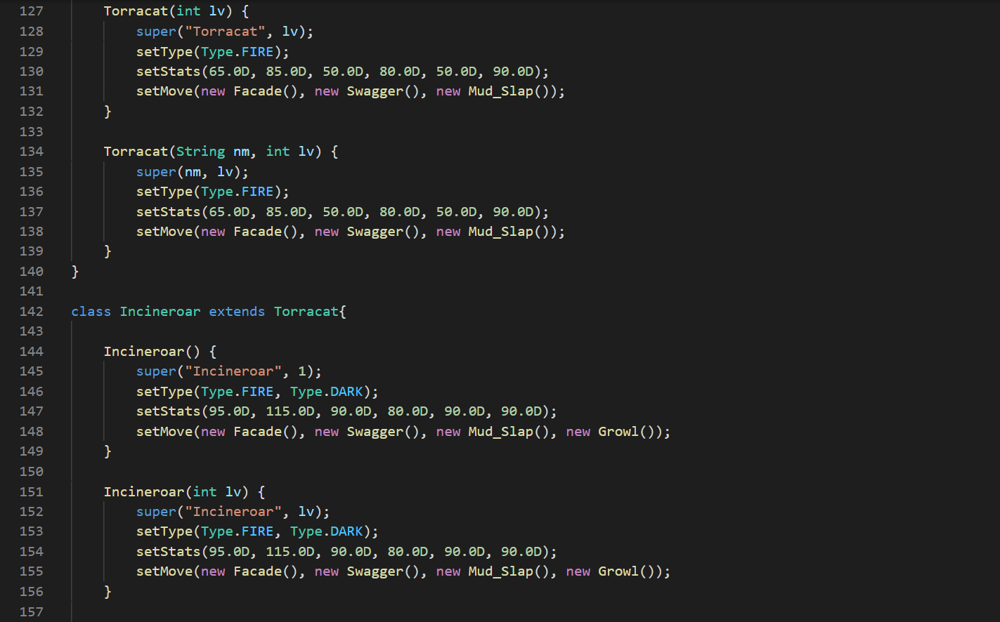 127 Torracat(int lv) {
128 super("Torracat", lv);
129 setType(Type.FIRE);
130 setStats(65.0D, 85.0D, 50.0D, 80.0D, 50.0D, 90.0D);
131 setMove(new Facade(), new Swagger(), new Mud_Slap());
132 }
133
134 Torracat(String nm, int lv) {
135 super(nm, lv);
136 setType(Type.FIRE);
137 setStats(65.0D, 85.0D, 50.0D, 80.0D, 50.0D, 90.0D);
138 setMove(new Facade(), new Swagger(), new Mud_Slap());
139 }
140 }
141
142 class Incineroar extends Torracat{
143
144 Incineroar() {
145 super("Incineroar", 1);
146 setType(Type.FIRE, Type.DARK);
147 setStats(95.0D, 115.0D, 90.0D, 80.0D, 90.0D, 90.0D);
148 setMove(new Facade(), new Swagger(), new Mud_Slap(), new Growl());
149 }
150
151 Incineroar(int lv) {
152 super("Incineroar", lv);
153 setType(Type.FIRE, Type.DARK);
154 setStats(95.0D, 115.0D, 90.0D, 80.0D, 90.0D, 90.0D);
155 setMove(new Facade(), new Swagger(), new Mud_Slap(), new Growl());
156 }
157